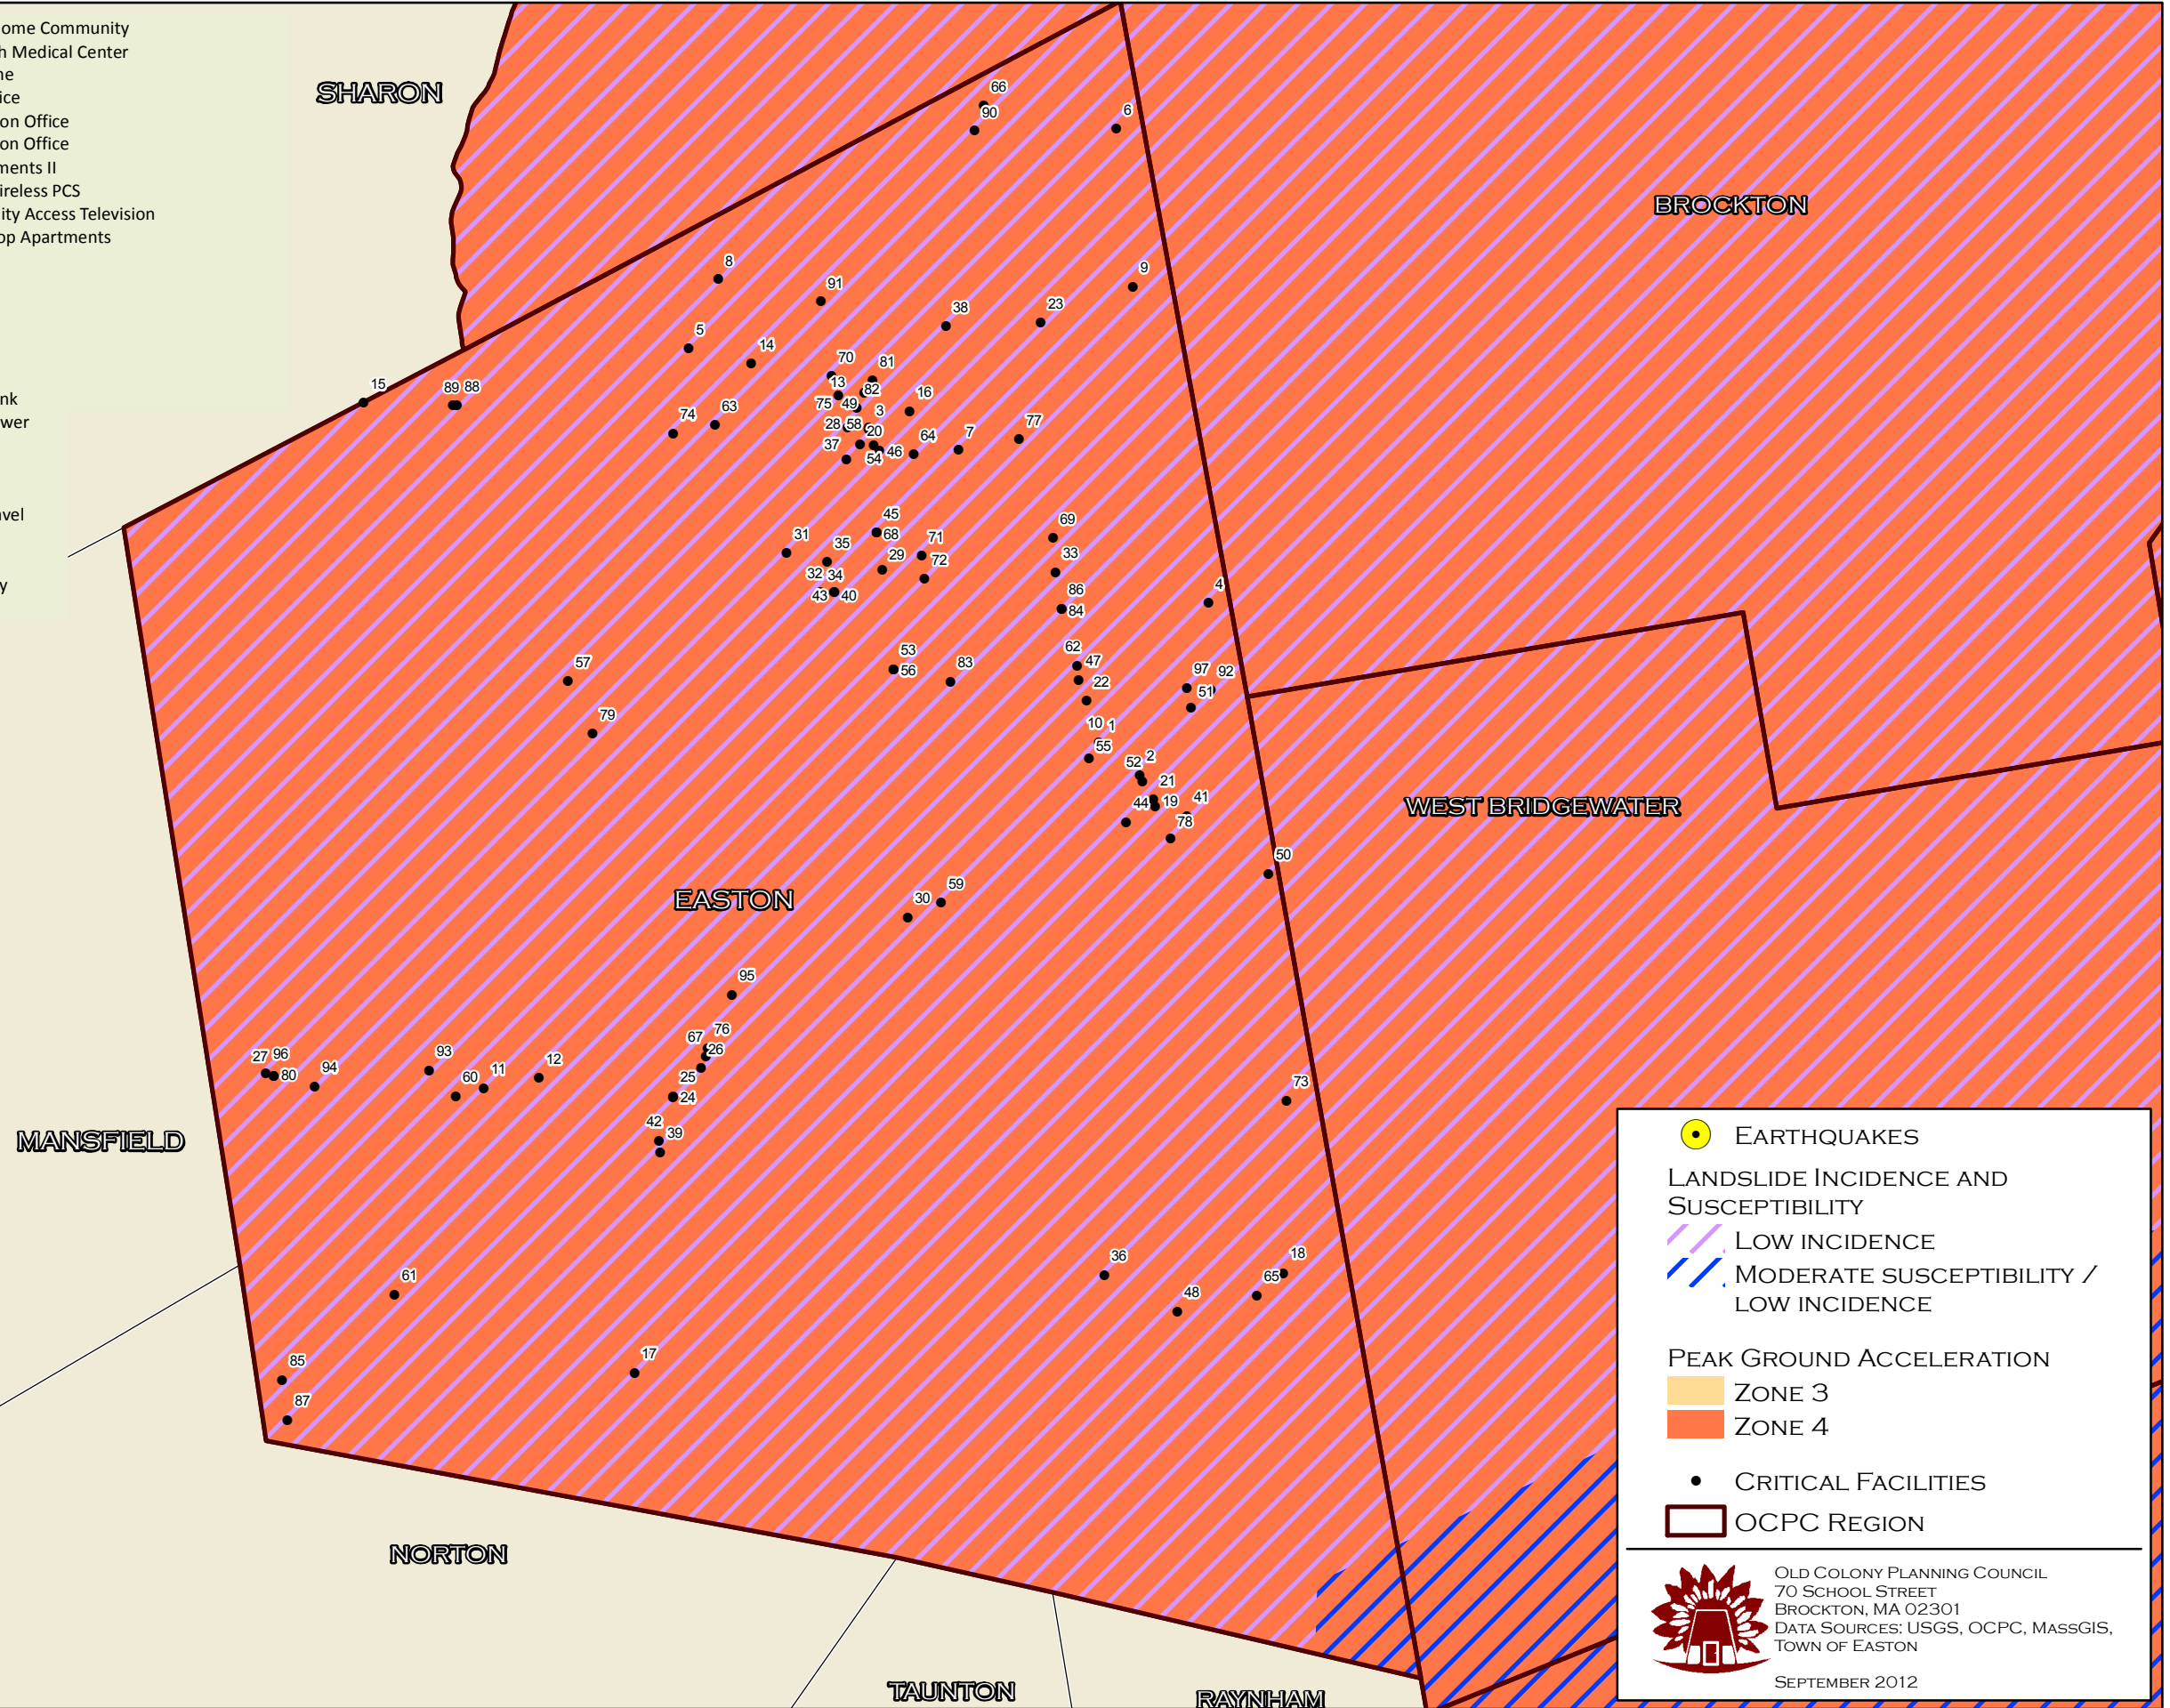 ome Community
h Medical Center
ne
ice
on Office
on Office
ments II
ireless PCS
ity Access Television
op Apartments
nk
wer
avel
y
SHARON
BROCKTON
66
90
6
8
91
9
38
23
5
14
70
81
13
82
15
89 88
75 49
16
3
74
63
28 58
20
77
37
46
64
7
54
45
68
69
31
35
71
29
33
32 34
72
43 40
86
84
4
53
56
83
62
47
22
97
92
51
57
79
10 1
55
52
2
21
44
19
41
78
WEST BRIDGEWATER
50
EASTON
30
59
95
67
76
26
27 96
80
94
93
60
11
12
25
24
42
39
73
MANSFIELD
61
36
18
65
48
17
85
87
NORTON
TAUNTON
RAYNHAM
EARTHQUAKES
LANDSLIDE INCIDENCE AND
SUSCEPTIBILITY
LOW INCIDENCE
MODERATE SUSCEPTIBILITY /
LOW INCIDENCE
PEAK GROUND ACCELERATION
ZONE 3
ZONE 4
CRITICAL FACILITIES
OCPC REGION
OLD COLONY PLANNING COUNCIL
70 SCHOOL STREET
BROCKTON, MA 02301
DATA SOURCES: USGS, OCPC, MASSGIS,
TOWN OF EASTON
SEPTEMBER 2012